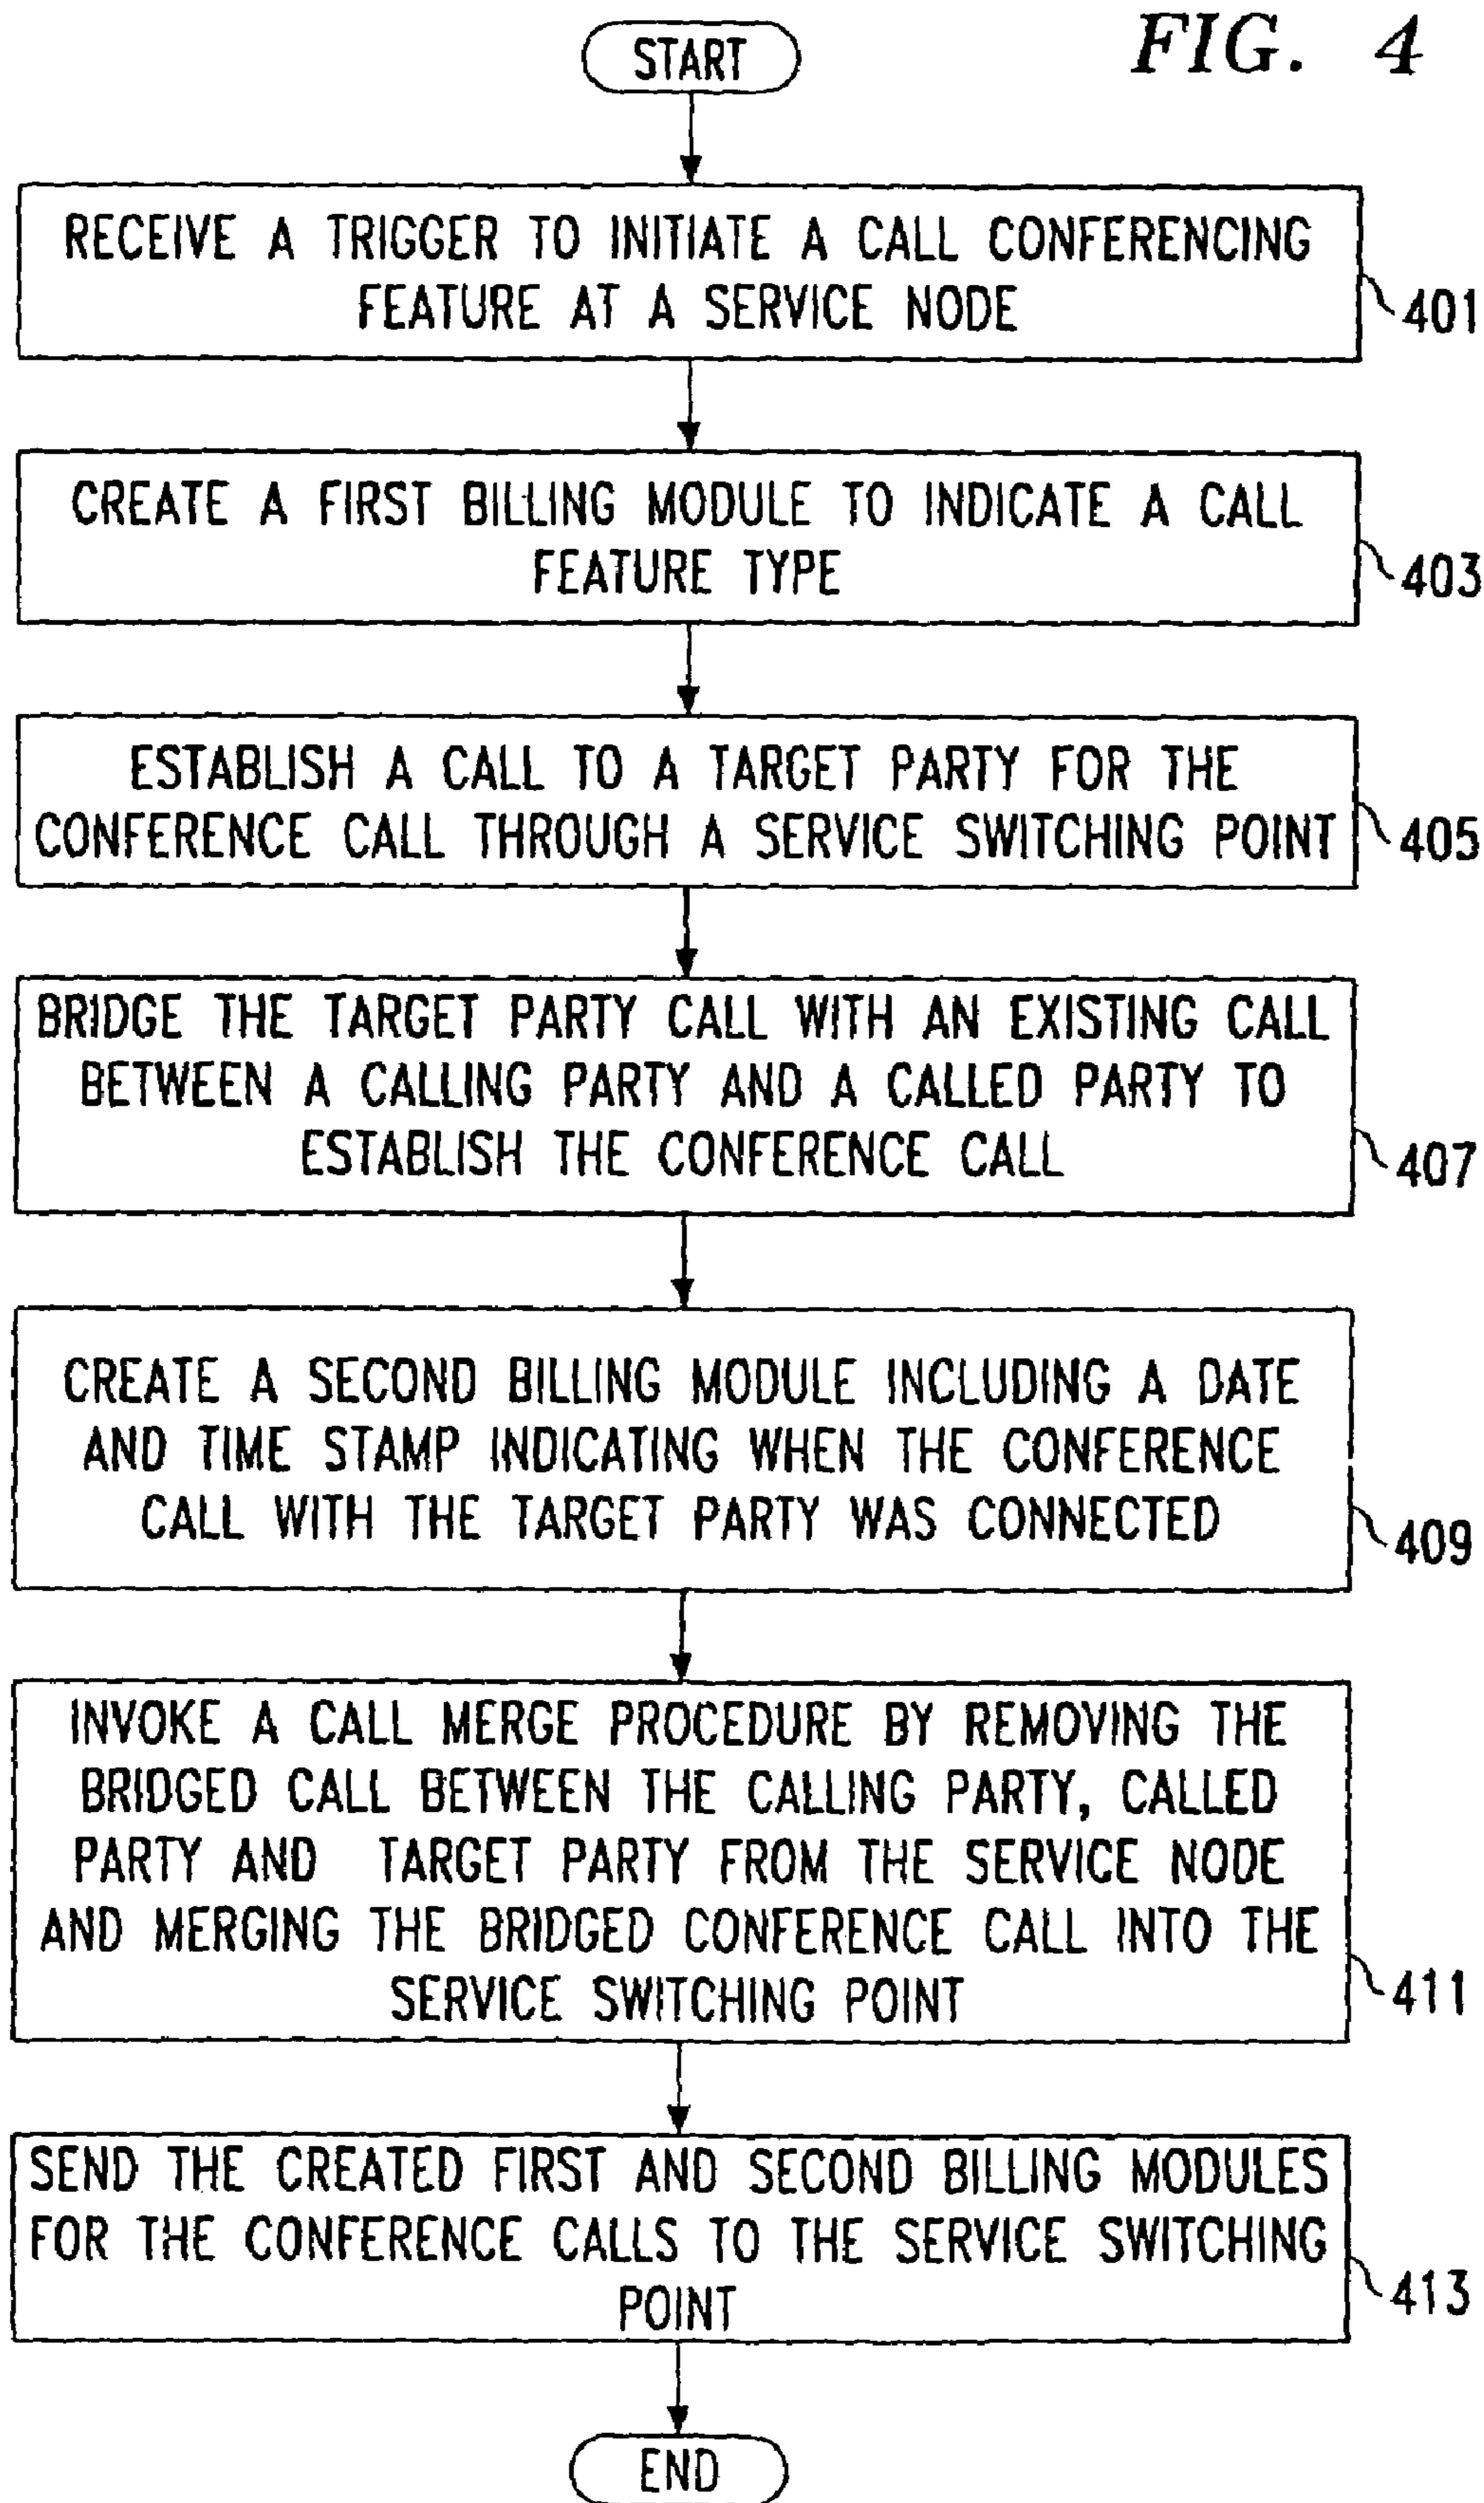 FIG. 4
START
RECEIVE A TRIGGER TO INITIATE A CALL CONFERENCING
FEATURE AT A SERVICE NODE
401
CREATE A FIRST BILLING MODULE TO INDICATE A CALL
FEATURE TYPE
403
ESTABLISH A CALL TO A TARGET PARTY FOR THE
CONFERENCE CALL THROUGH A SERVICE SWITCHING POINT
405
BRIDGE THE TARGET PARTY CALL WITH AN EXISTING CALL
BETWEEN A CALLING PARTY AND A CALLED PARTY TO
ESTABLISH THE CONFERENCE CALL
407
CREATE A SECOND BILLING MODULE INCLUDING A DATE
AND TIME STAMP INDICATING WHEN THE CONFERENCE
CALL WITH THE TARGET PARTY WAS CONNECTED
409
INVOKE A CALL MERGE PROCEDURE BY REMOVING THE
BRIDGED CALL BETWEEN THE CALLING PARTY, CALLED
PARTY AND TARGET PARTY FROM THE SERVICE NODE
AND MERGING THE BRIDGED CONFERENCE CALL INTO THE
SERVICE SWITCHING POINT
411
SEND THE CREATED FIRST AND SECOND BILLING MODULES
FOR THE CONFERENCE CALLS TO THE SERVICE SWITCHING
POINT
413
END